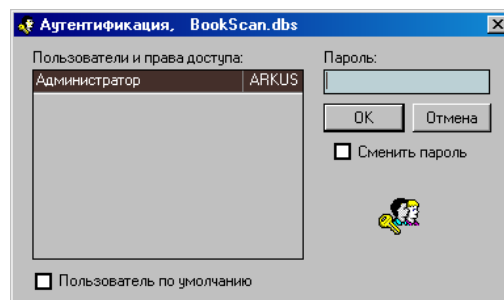 Аутентификация, BookScan.dbs
Пользователи и права доступа:
Администратор ARKUS
Пароль:
OK Отмена
Сменить пароль
Пользователь по умолчанию